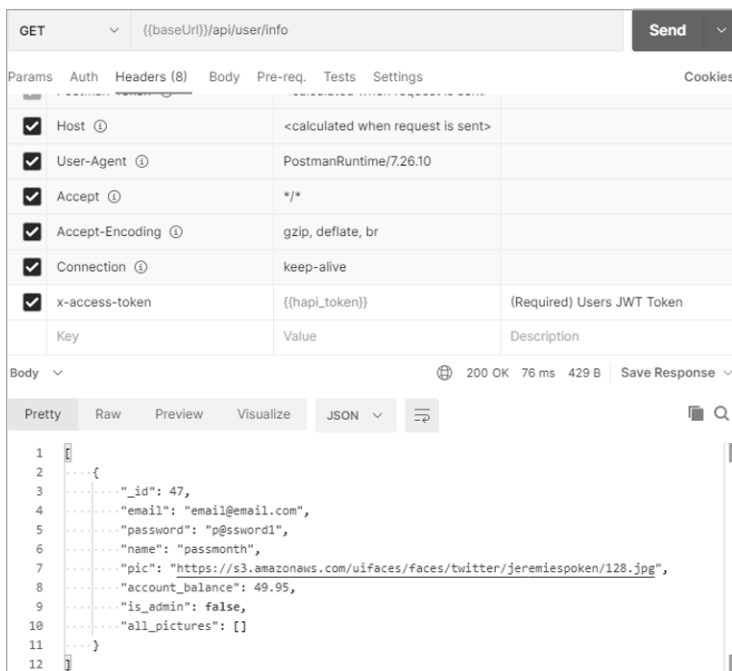 GET {{baseUrl}}/api/user/info Send
Params Auth Headers (8) Body Pre-req. Tests Settings Cookies
Host <calculated when request is sent>
User-Agent PostmanRuntime/7.26.10
Accept */*
Accept-Encoding gzip, deflate, br
Connection keep-alive
x-access-token {{hapi_token}} (Required) Users JWT Token
Key Value Description
Body 200 OK 76 ms 429 B Save Response
Pretty Raw Preview Visualize JSON
1 [
2 {
3 "_id": 47,
4 "email": "email@email.com",
5 "password": "p@ssword1",
6 "name": "passmonth",
7 "pic": "https://s3.amazonaws.com/uifaces/faces/twitter/jeremiespoken/128.jpg",
8 "account_balance": 49.95,
9 "is_admin": false,
10 "all_pictures": []
11 }
12 ]